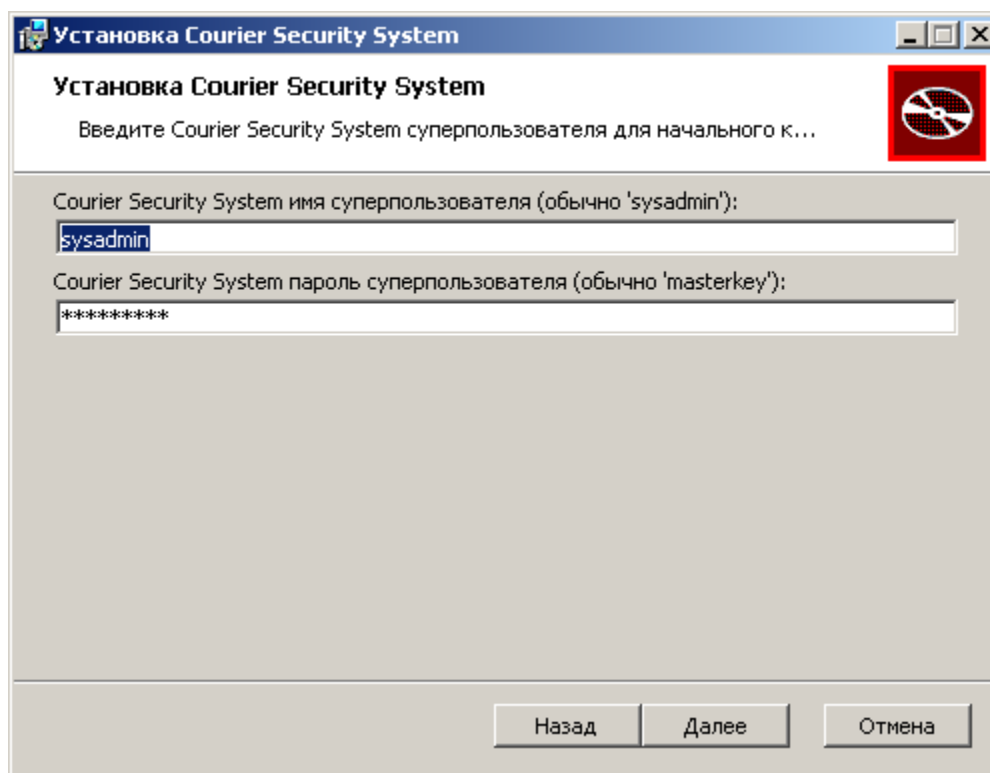 Установка Courier Security System
Установка Courier Security System
Введите Courier Security System суперпользователя для начального к...
Courier Security System имя суперпользователя (обычно 'sysadmin'):
sysadmin
Courier Security System пароль суперпользователя (обычно 'masterkey'):
*********
Назад Далее Отмена